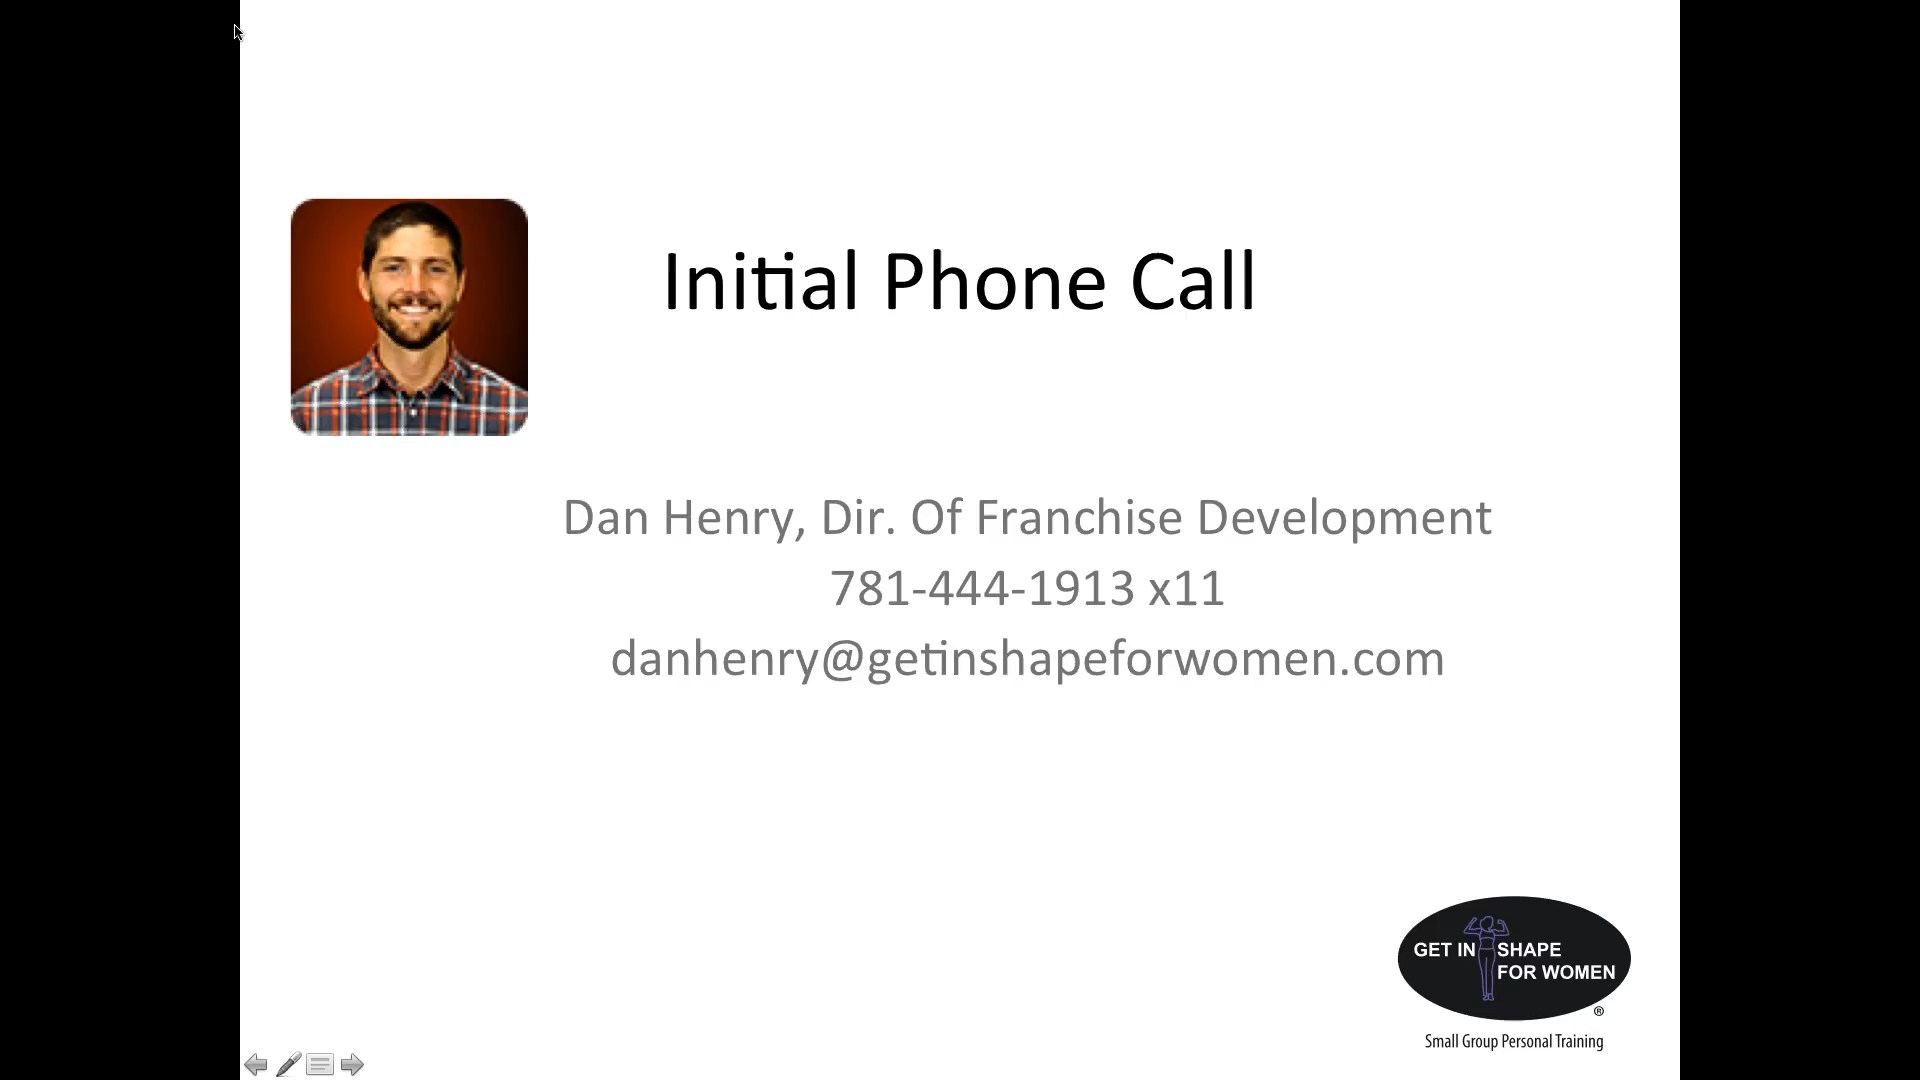 Initial Phone Call
Dan Henry, Dir. Of Franchise Development
781-444-1913 x11
danhenry@getinshapeforwomen.com
GET IN SHAPE
FOR WOMEN
®
Small Group Personal Training